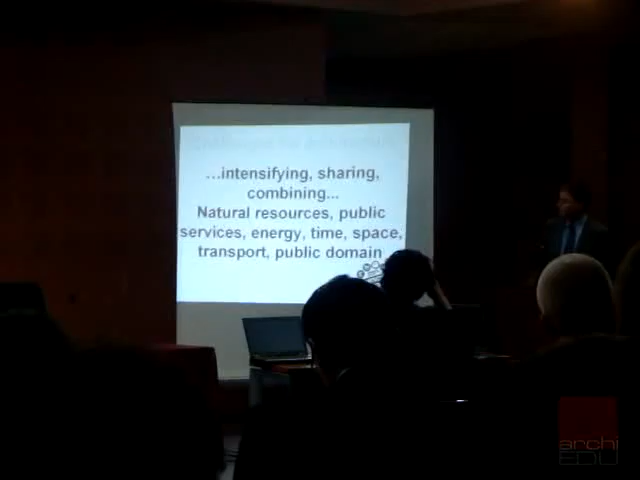 ...intensifying, sharing,
combining...
Natural resources, public
services, energy, time, space,
transport, public domain
archi
EDU